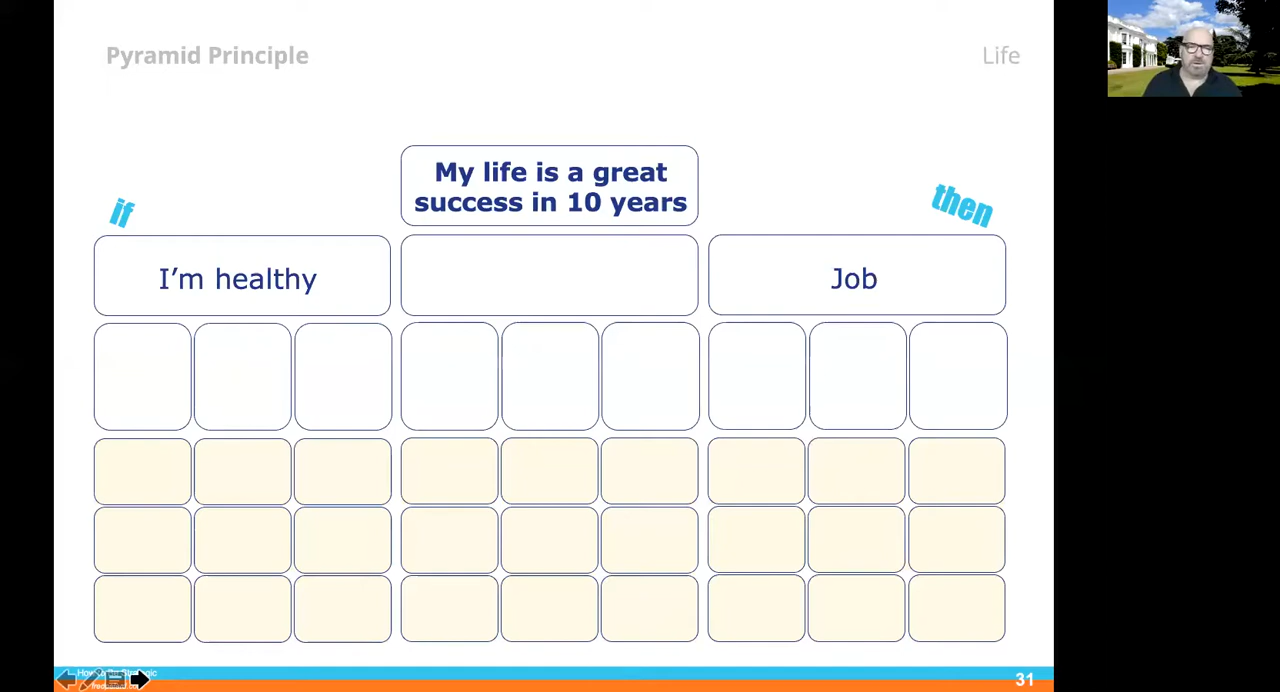 Pyramid Principle
Life
My life is a great
success in 10 years
if
then
I'm healthy
Job
31